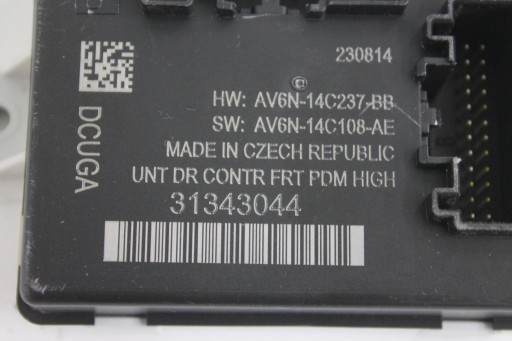 230814
©
HW: AV6N-14C237-BB
SW: AV6N-14C108-AE
MADE IN CZECH REPUBLIC
UNT DR CONTR FRT PDM HIGH
31343044
DCUGA